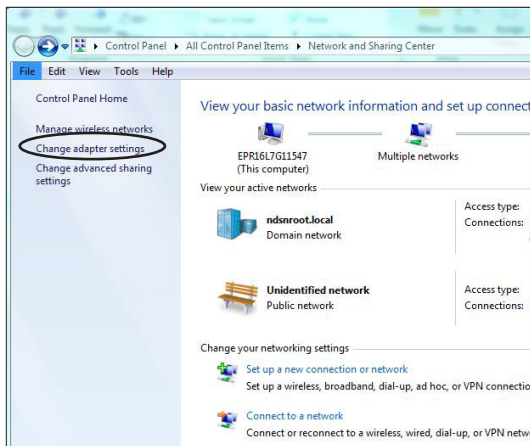 Control Panel ▸ All Control Panel Items ▸ Network and Sharing Center
File Edit View Tools Help
Control Panel Home
Manage wireless networks
Change adapter settings
Change advanced sharing
settings
View your basic network information and set up connect
EPR16L7G11547
(This computer)
Multiple networks
View your active networks
ndsnroot.local
Domain network
Access type:
Connections:
Unidentified network
Public network
Access type:
Connections:
Change your networking settings
Set up a new connection or network
Set up a wireless, broadband, dial-up, ad hoc, or VPN connectio
Connect to a network
Connect or reconnect to a wireless, wired, dial-up, or VPN netw